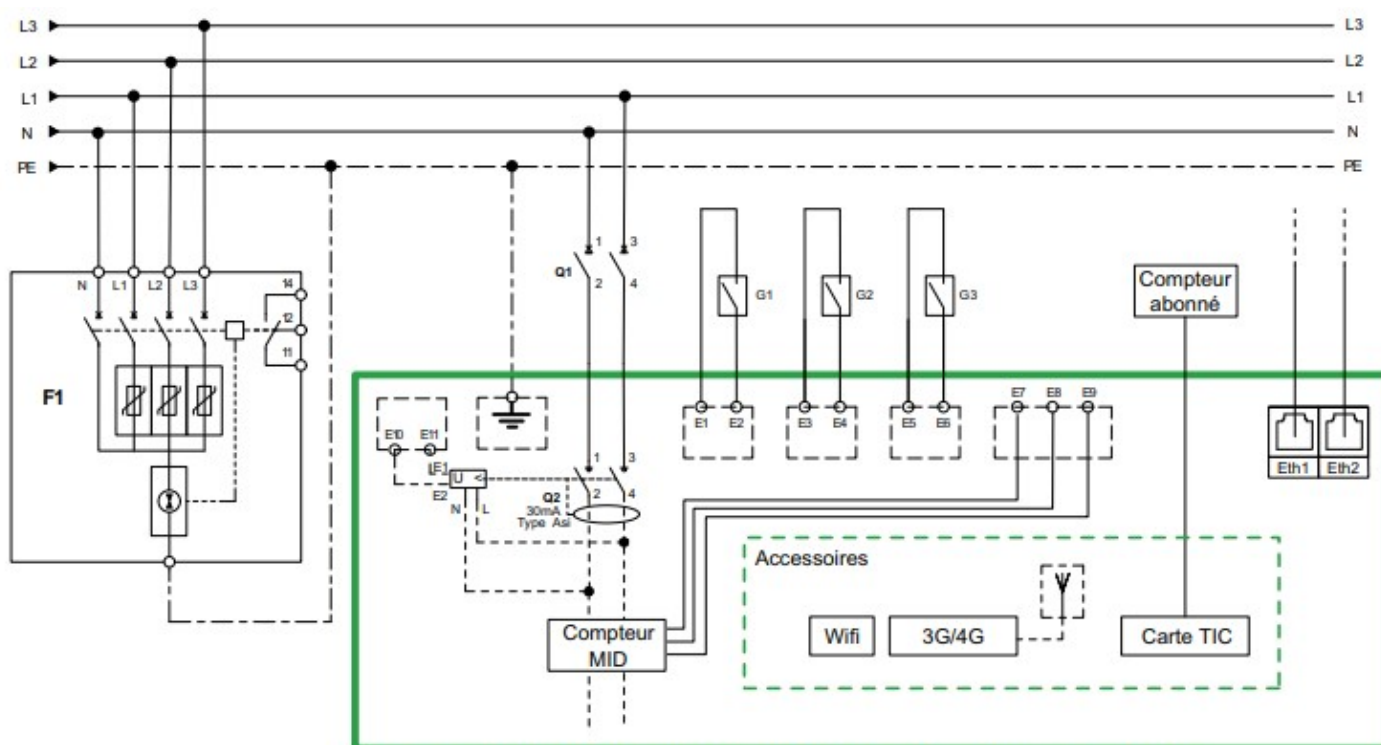 L3 L3
L2 L2
L1 L1
N N
PE PE
N L1 L2 L3 14
12
11
F1
1 3
Q1
2 4
G1 G2 G3
Compteur
abonné
E10 E11
E1 E2 E3 E4 E5 E6
E7 E8 E9
E1
U <
E2
N L
1 3
Q2 2 4
30mA
Type Asi
Eth1 Eth2
Accessoires
Compteur
MID
Wifi 3G/4G Carte TIC